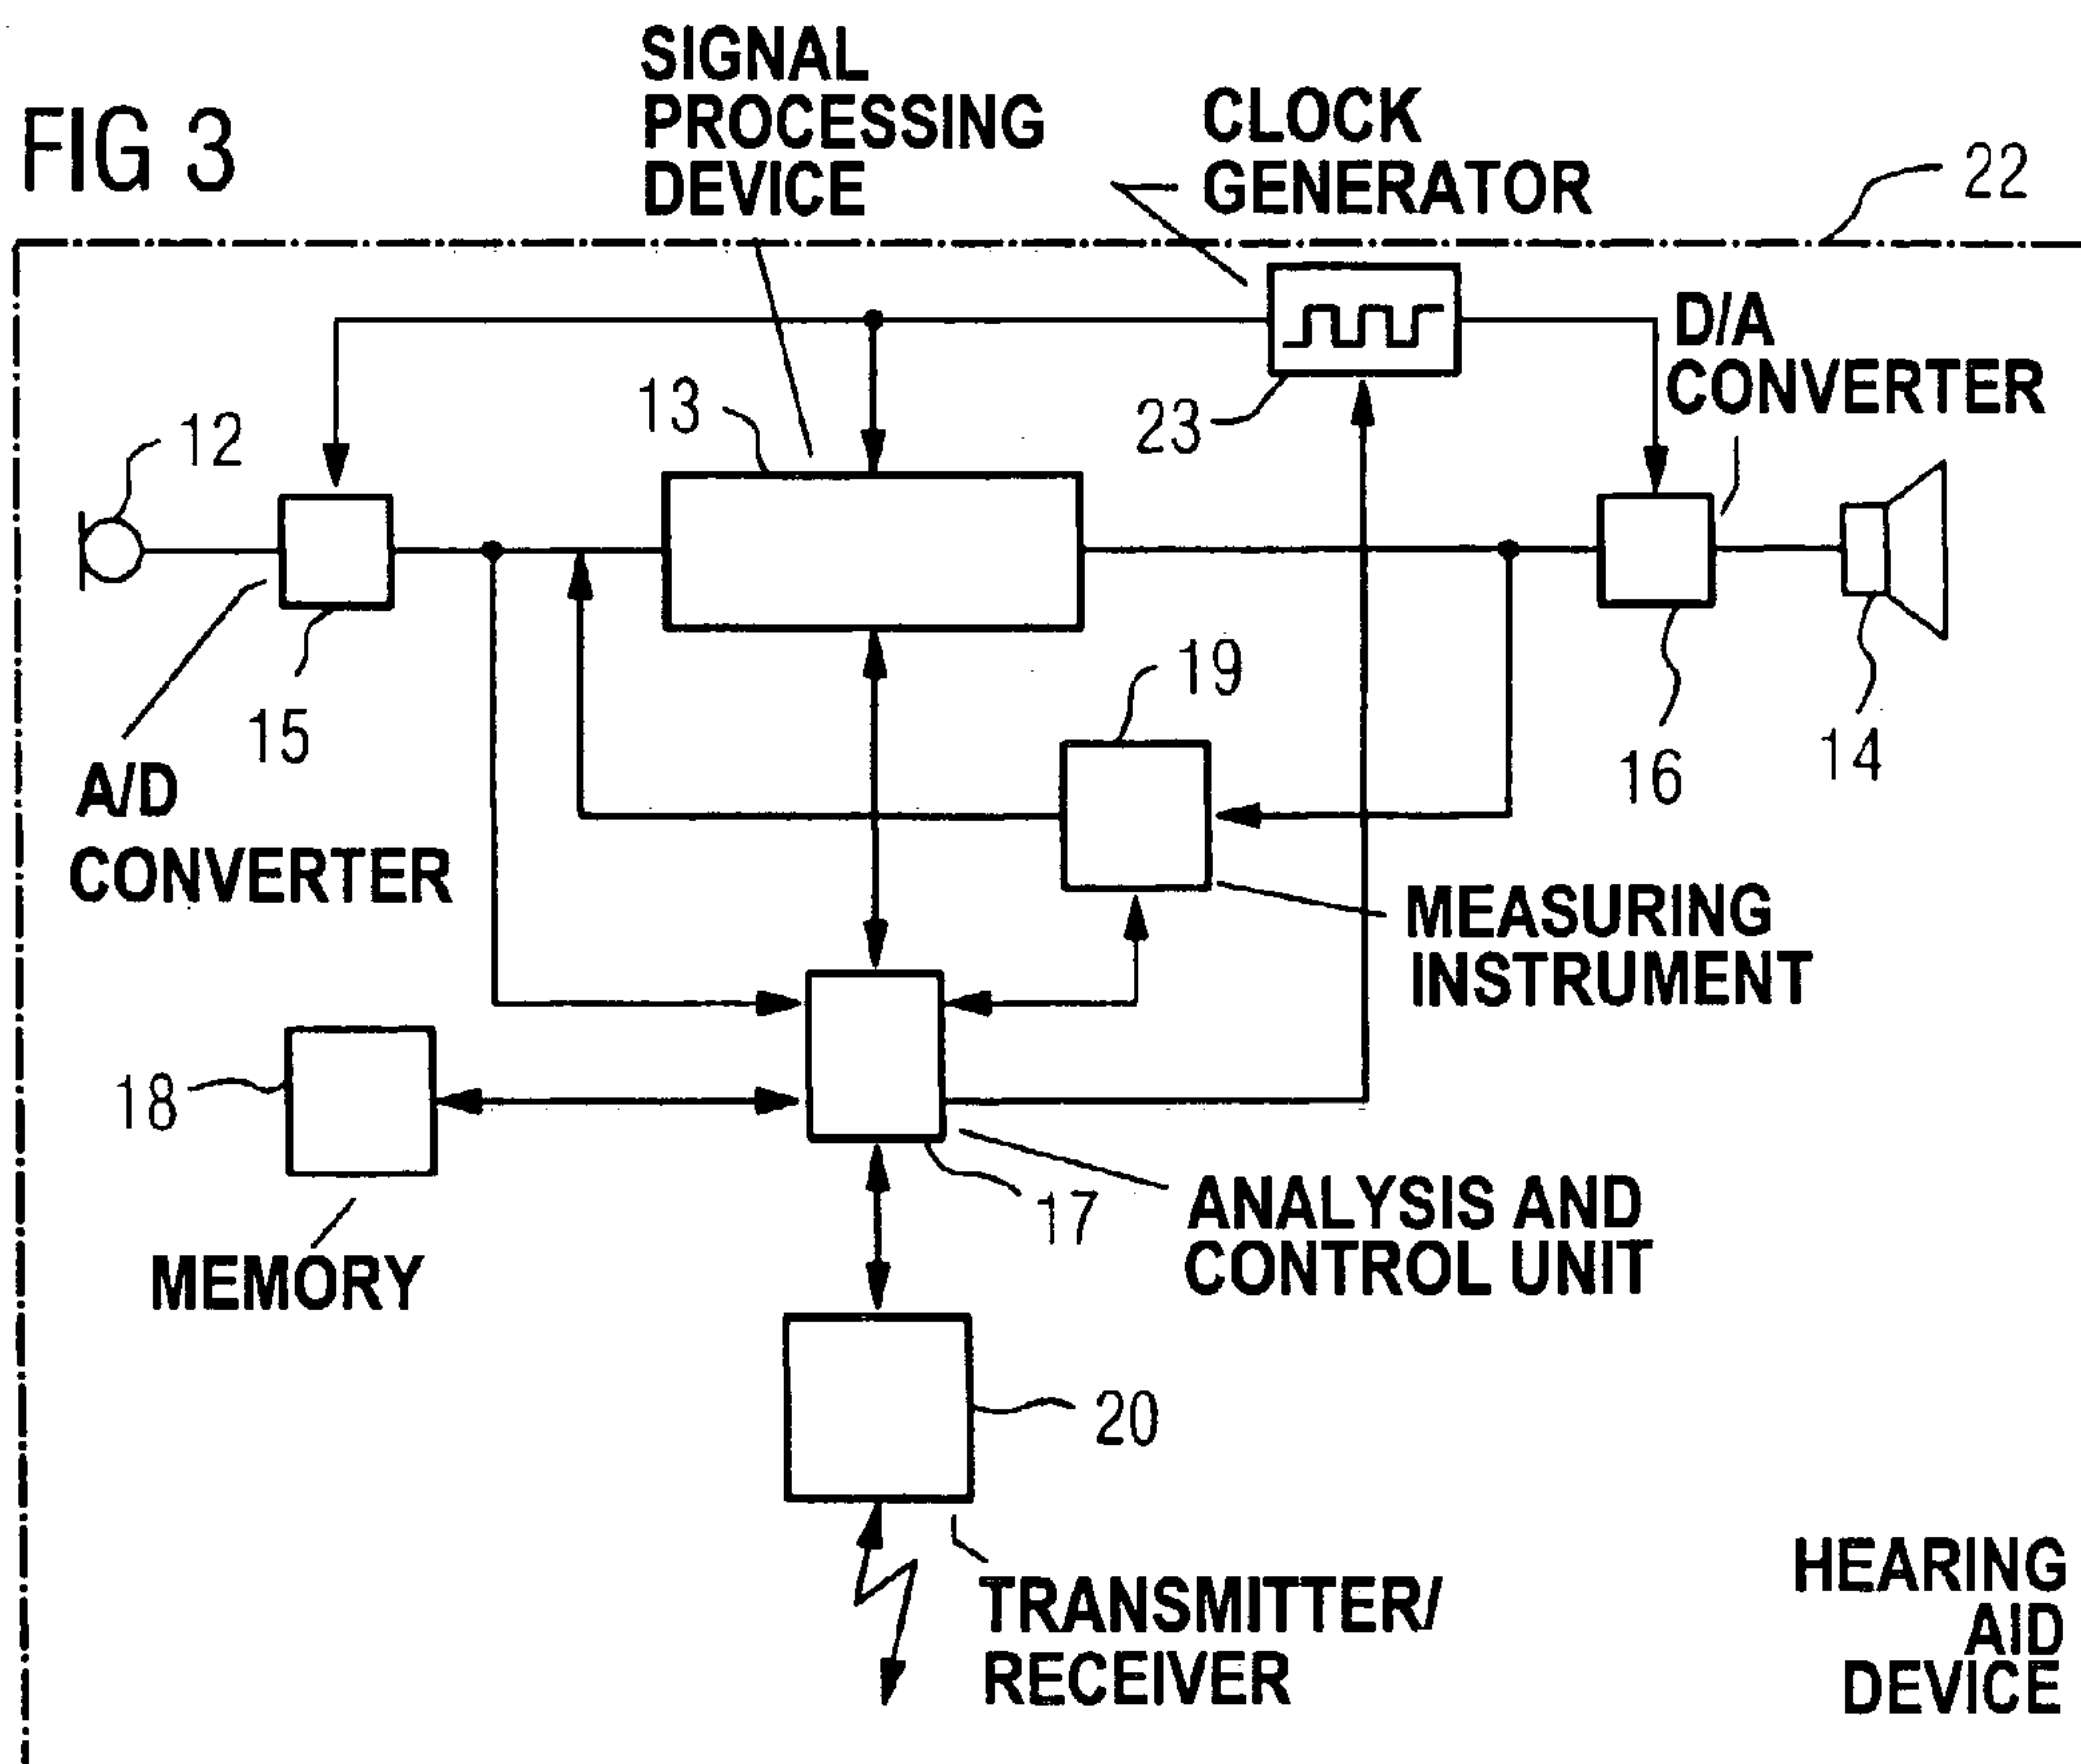 FIG 3
SIGNAL
PROCESSING
DEVICE
CLOCK
GENERATOR
22
D/A
CONVERTER
13
23
12
19
15
16
14
A/D
CONVERTER
MEASURING
INSTRUMENT
18
17
ANALYSIS AND
CONTROL UNIT
MEMORY
20
TRANSMITTER/
RECEIVER
HEARING
AID
DEVICE